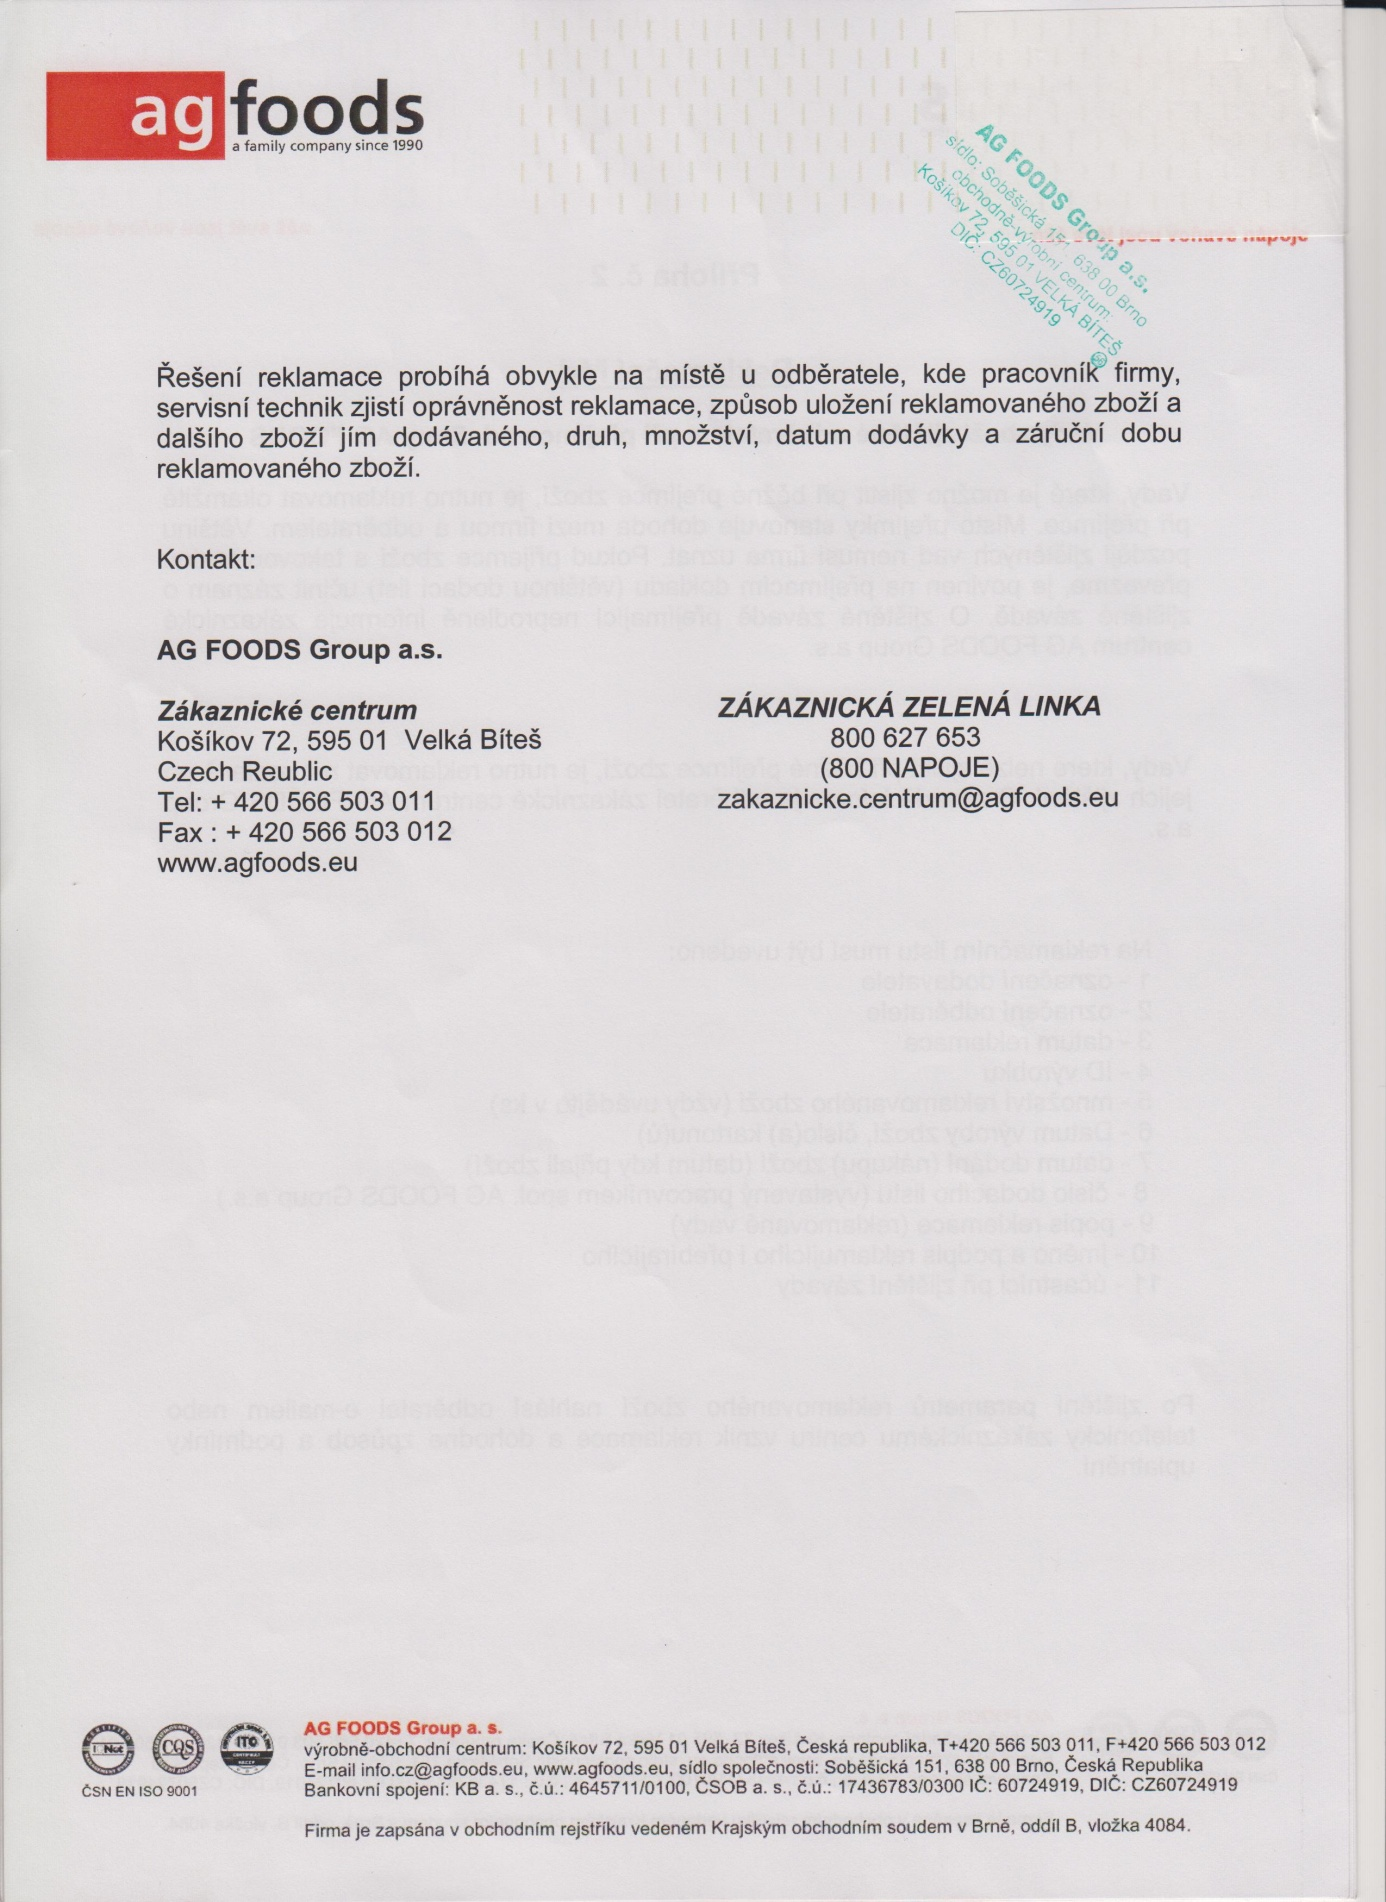 ag foods
a family company since 1990
AG FOODS Group a.s.
sídlo: Soběšická 151, 638 00 Brno
obchodně-výrobní centrum:
Košíkov 72, 595 01 VELKÁ BÍTEŠ
DIČ: CZ60724919
jsou voňavé nápoje
Řešení reklamace probíhá obvykle na místě u odběratele, kde pracovník firmy,
servisní technik zjistí oprávněnost reklamace, způsob uložení reklamovaného zboží a
dalšího zboží jím dodávaného, druh, množství, datum dodávky a záruční dobu
reklamovaného zboží.
Kontakt:
AG FOODS Group a.s.
Zákaznické centrum
Košíkov 72, 595 01 Velká Bíteš
Czech Reublic
Tel: + 420 566 503 011
Fax : + 420 566 503 012
www.agfoods.eu
ZÁKAZNICKÁ ZELENÁ LINKA
800 627 653
(800 NAPOJE)
zakaznicke.centrum@agfoods.eu
CQS
ITC
ČSN EN ISO 9001
AG FOODS Group a. s.
výrobně-obchodní centrum: Košíkov 72, 595 01 Velká Bíteš, Česká republika, T+420 566 503 011, F+420 566 503 012
E-mail info.cz@agfoods.eu, www.agfoods.eu, sídlo společnosti: Soběšická 151, 638 00 Brno, Česká Republika
Bankovní spojení: KB a. s., č.ú.: 4645711/0100, ČSOB a. s., č.ú.: 17436783/0300 IČ: 60724919, DIČ: CZ60724919
Firma je zapsána v obchodním rejstříku vedeném Krajským obchodním soudem v Brně, oddíl B, vložka 4084.